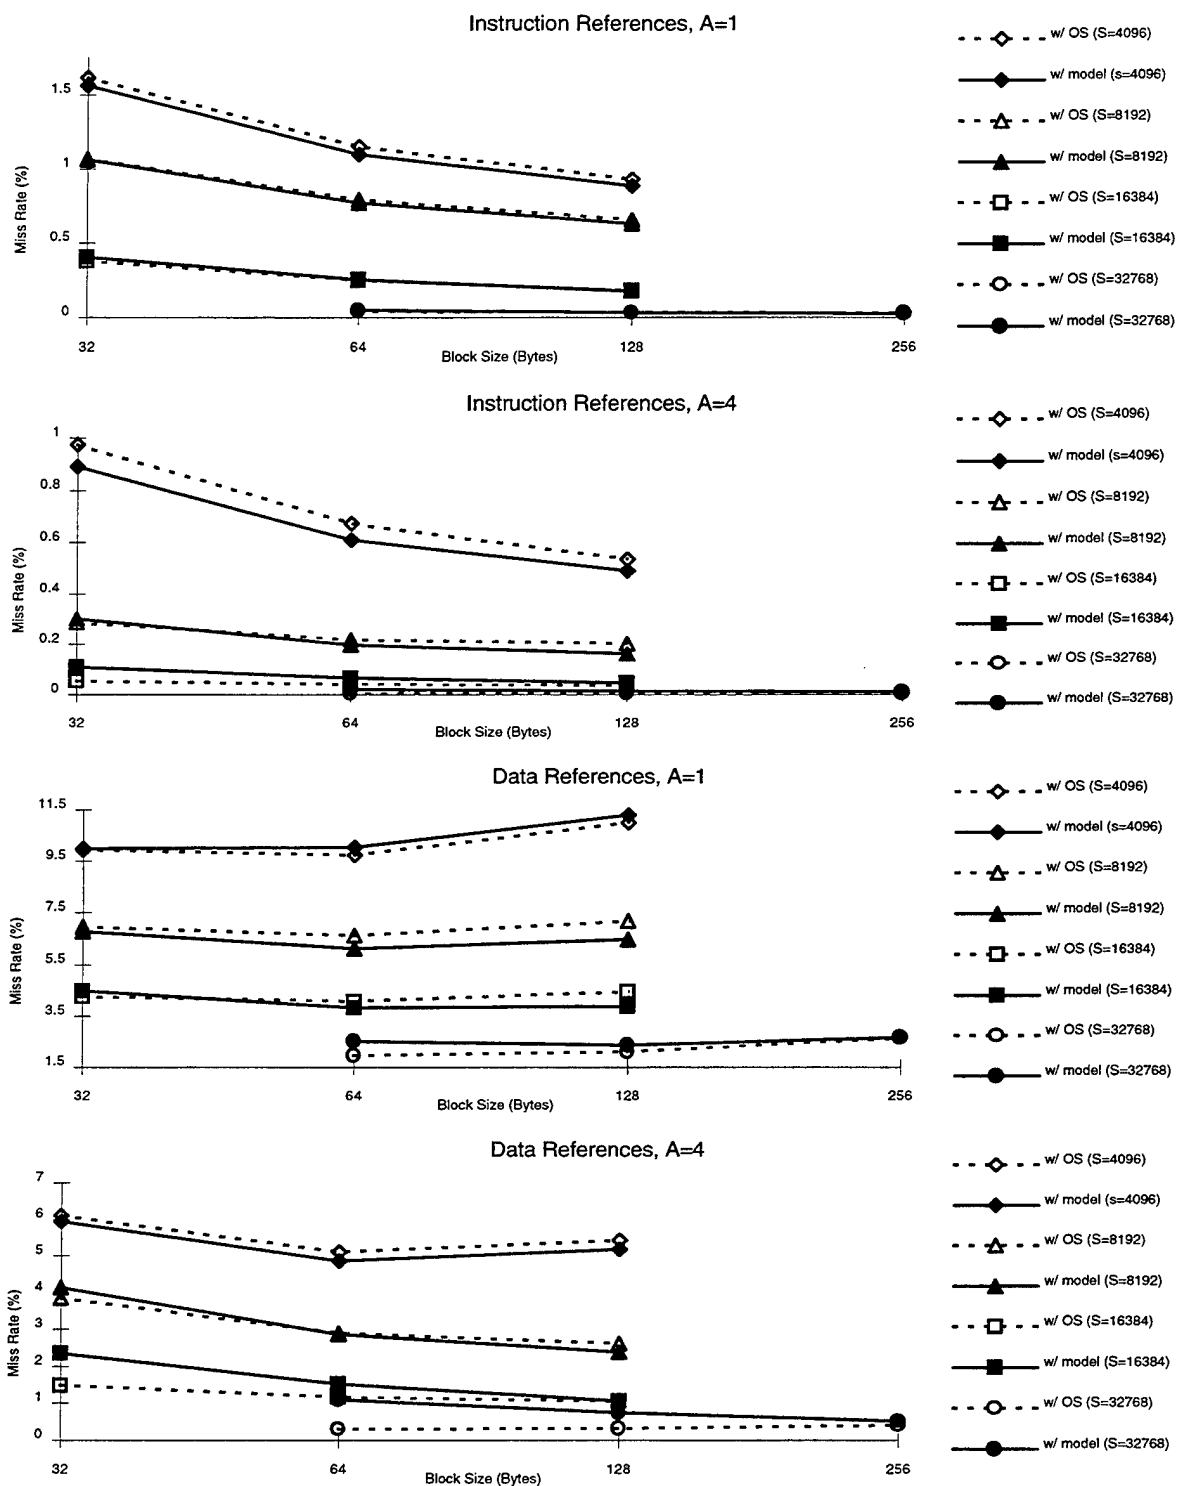 Instruction References, A=1
w/ OS (S=4096)
w/ model (s=4096)
w/ OS (S=8192)
w/ model (S=8192)
w/ OS (S=16384)
w/ model (S=16384)
w/ OS (S=32768)
w/ model (S=32768)
Miss Rate (%)
1.5
1
0.5
0
32
64
128
256
Block Size (Bytes)
Instruction References, A=4
w/ OS (S=4096)
w/ model (s=4096)
w/ OS (S=8192)
w/ model (S=8192)
w/ OS (S=16384)
w/ model (S=16384)
w/ OS (S=32768)
w/ model (S=32768)
Miss Rate (%)
1
0.8
0.6
0.4
0.2
0
32
64
128
256
Block Size (Bytes)
Data References, A=1
w/ OS (S=4096)
w/ model (s=4096)
w/ OS (S=8192)
w/ model (S=8192)
w/ OS (S=16384)
w/ model (S=16384)
w/ OS (S=32768)
w/ model (S=32768)
Miss Rate (%)
11.5
9.5
7.5
5.5
3.5
1.5
32
64
128
256
Block Size (Bytes)
Data References, A=4
w/ OS (S=4096)
w/ model (s=4096)
w/ OS (S=8192)
w/ model (S=8192)
w/ OS (S=16384)
w/ model (S=16384)
w/ OS (S=32768)
w/ model (S=32768)
Miss Rate (%)
7
6
5
4
3
2
1
0
32
64
128
256
Block Size (Bytes)